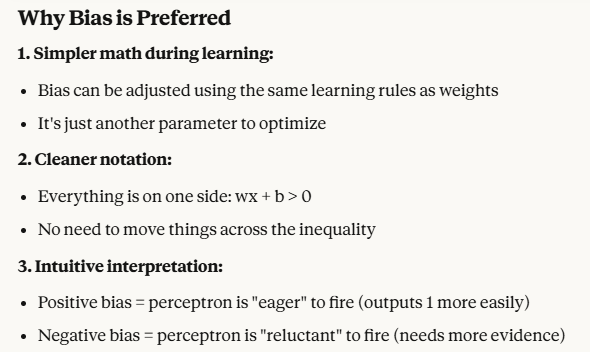 Why Bias is Preferred
1. Simpler math during learning:
• Bias can be adjusted using the same learning rules as weights
• It's just another parameter to optimize
2. Cleaner notation:
• Everything is on one side: wx + b > 0
• No need to move things across the inequality
3. Intuitive interpretation:
• Positive bias = perceptron is "eager" to fire (outputs 1 more easily)
• Negative bias = perceptron is "reluctant" to fire (needs more evidence)